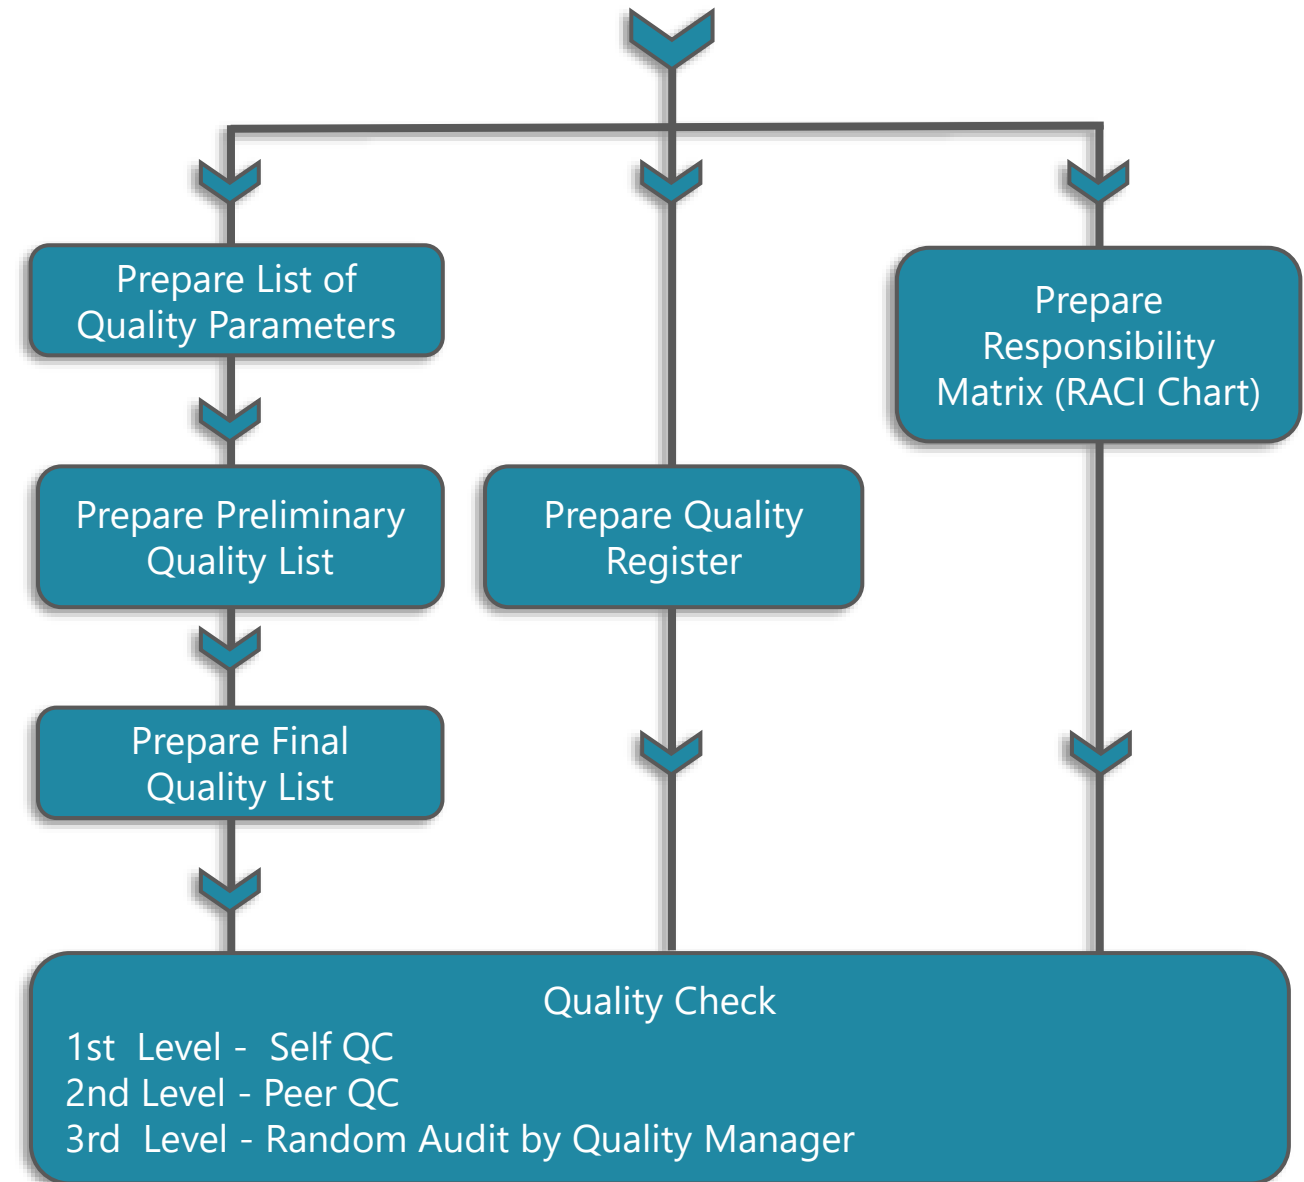 Prepare List of
Quality Parameters
Prepare
Responsibility
Matrix (RACI Chart)
Prepare Preliminary
Quality List
Prepare Quality
Register
Prepare Final
Quality List
Quality Check
1st  Level -  Self QC
2nd Level - Peer QC
3rd  Level - Random Audit by Quality Manager